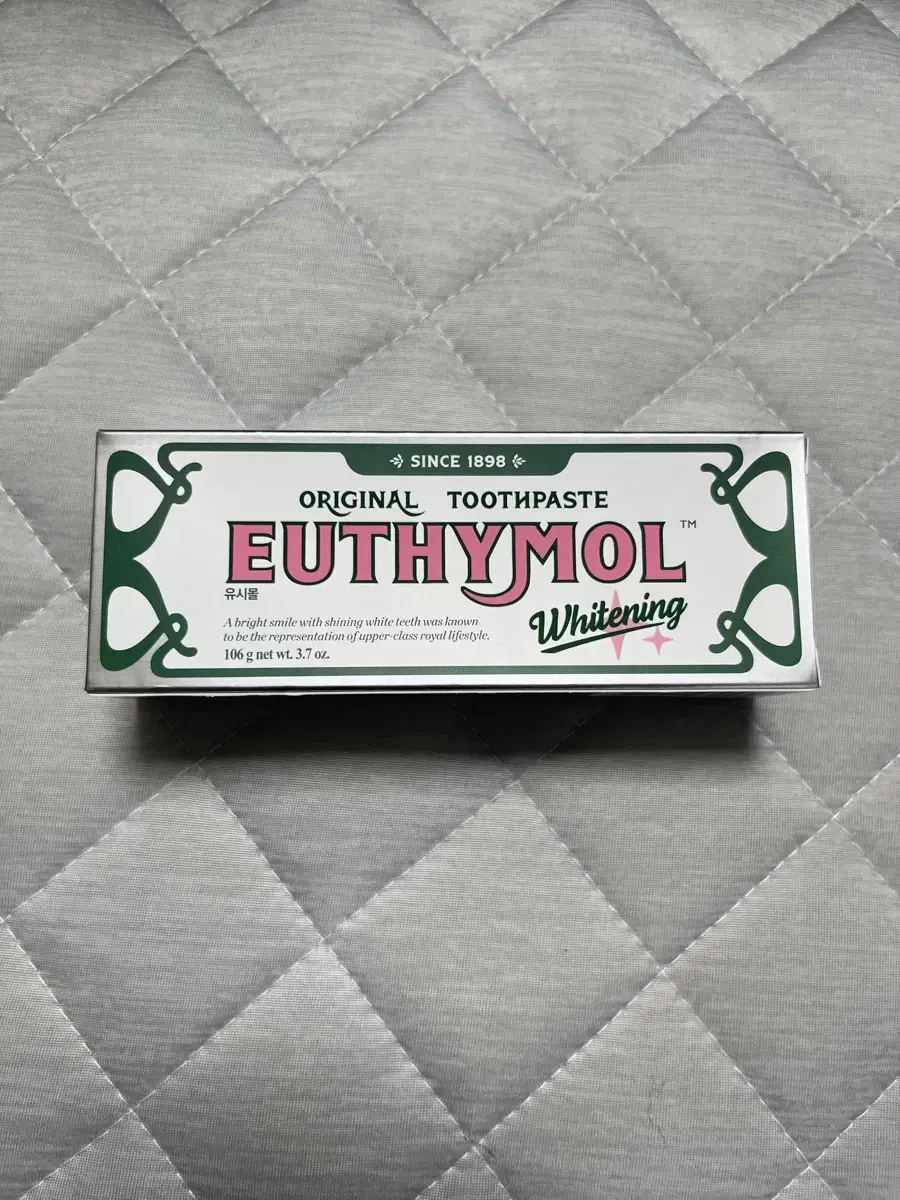 SINCE 1898
ORIGINAL TOOTHPASTE
EUTHYMOL™
유시몰
Whitening
A bright smile with shining white teeth was known
to be the representation of upper-class royal lifestyle.
106 g net wt. 3.7 oz.